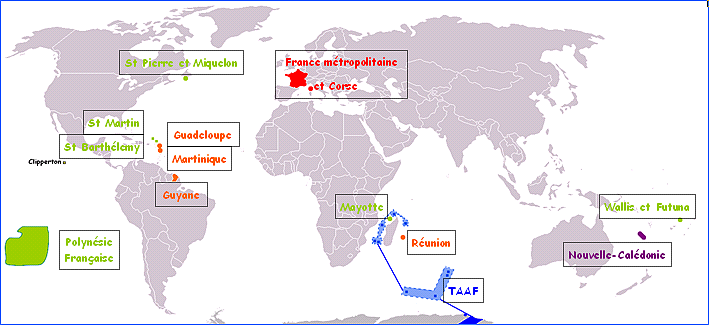 St Pierre et Miquelon
France métropolitaine
et Corse
St Martin
Guadeloupe
St Barthélémy
Martinique
Clipperton
Guyane
Mayotte
Wallis et Futuna
Polynésie
Française
Réunion
Nouvelle-Calédonie
TAAF